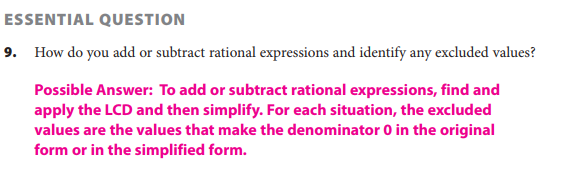 ESSENTIAL QUESTION
9. How do you add or subtract rational expressions and identify any excluded values?
Possible Answer: To add or subtract rational expressions, find and
apply the LCD and then simplify. For each situation, the excluded
values are the values that make the denominator 0 in the original
form or in the simplified form.